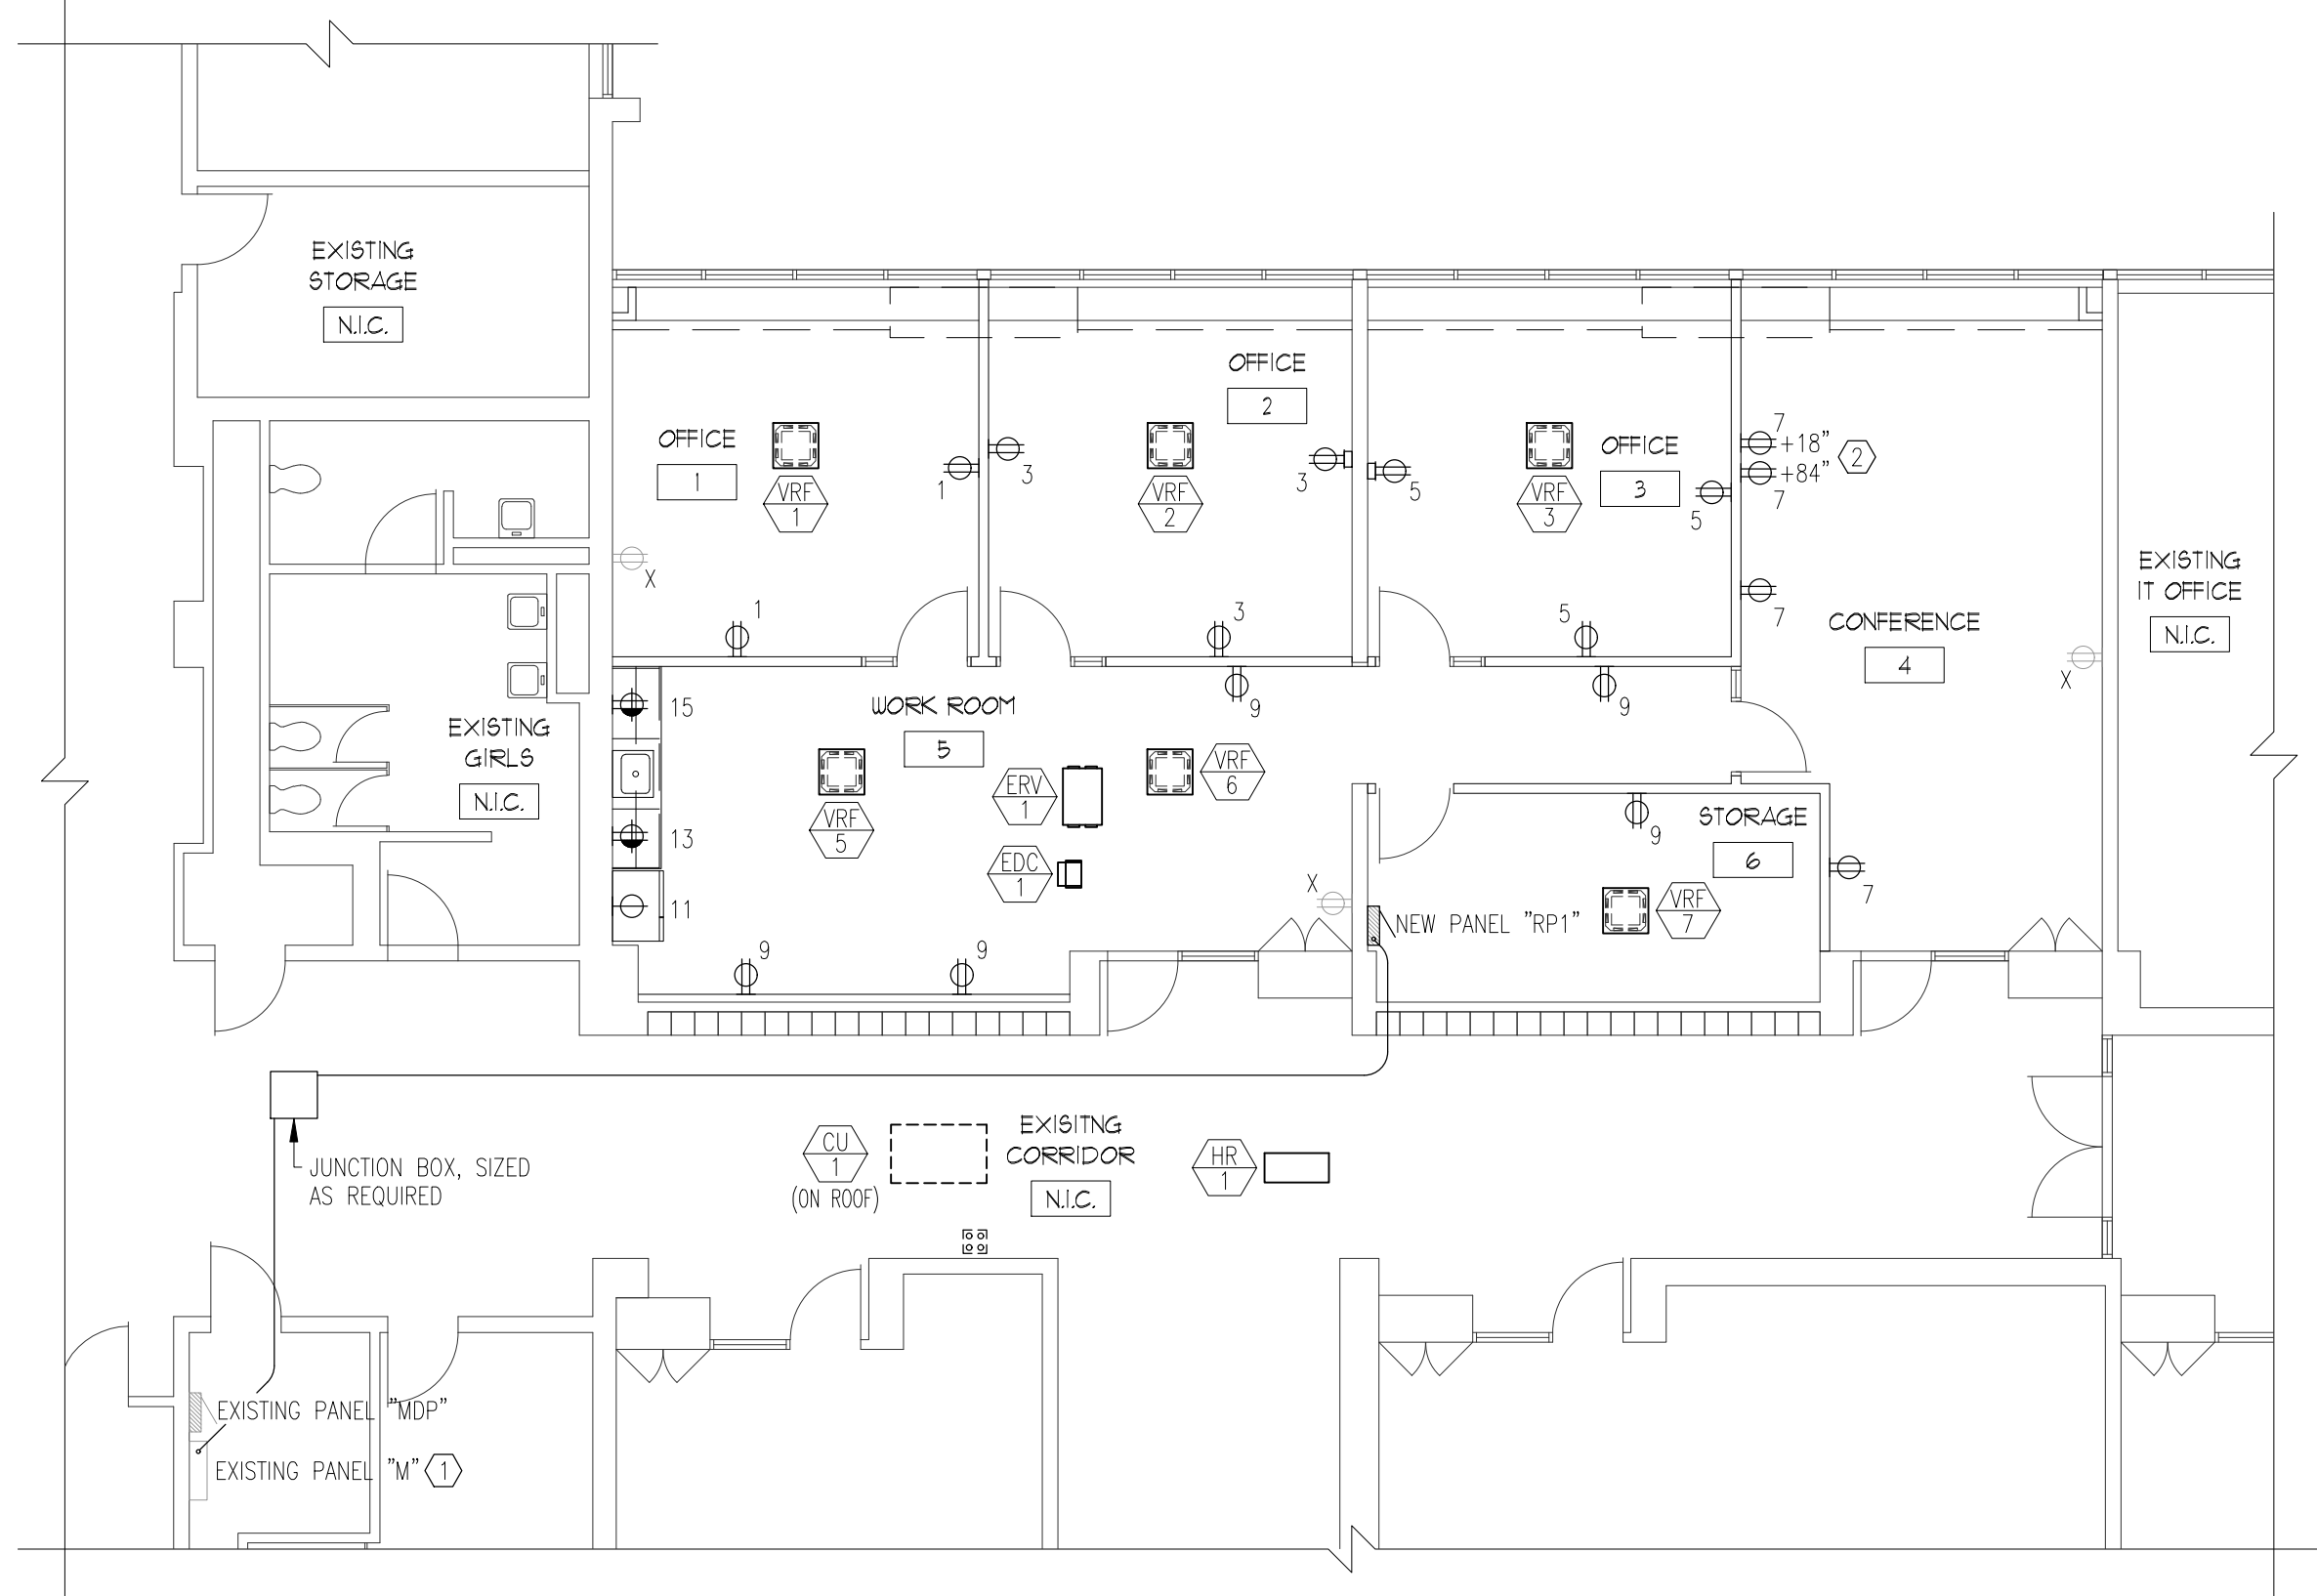 EXISTING
STORAGE
N.I.C.
OFFICE
2
OFFICE
1
VRF
1
1
3
VRF
2
3
5
VRF
3
OFFICE
3
5
7
+18"
+84"
7
2
X
1
3
5
7
EXISTING
IT OFFICE
N.I.C.
CONFERENCE
4
X
WORK ROOM
5
15
9
9
EXISTING
GIRLS
N.I.C.
VRF
5
ERV
1
VRF
6
13
EDC
1
STORAGE
6
9
7
X
11
NEW PANEL "RP1"
VRF
7
9
9
JUNCTION BOX, SIZED
AS REQUIRED
CU
1
(ON ROOF)
EXISITNG
CORRIDOR
N.I.C.
HR
1
EXISTING PANEL "MDP"
EXISTING PANEL "M" 1